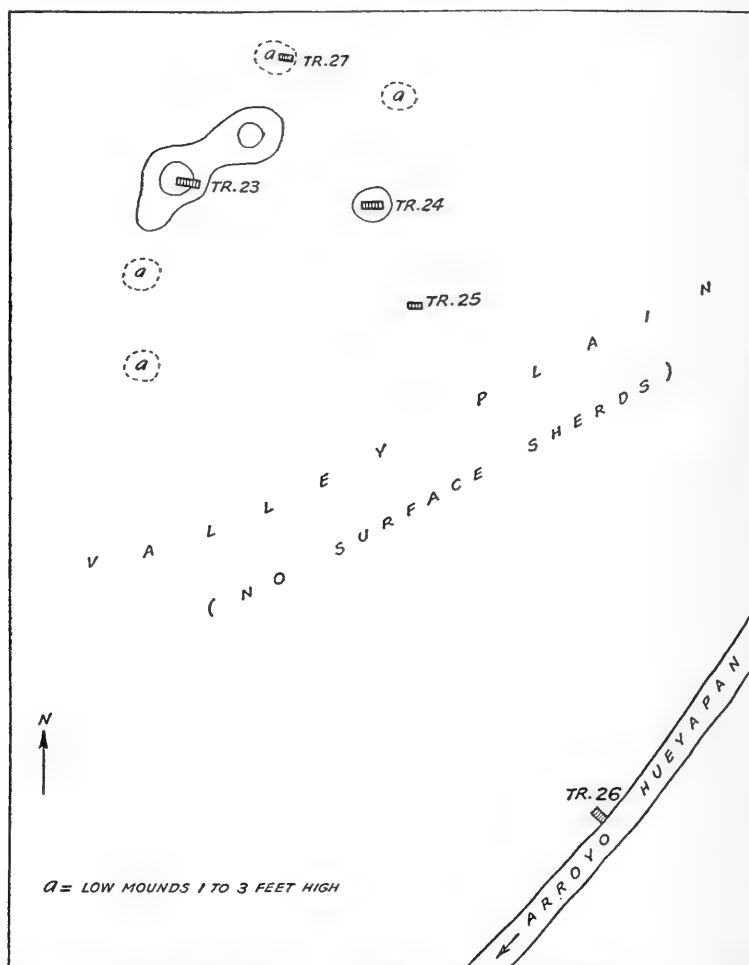 a TR.27
a
TR.23
TR.24
a
TR.25
a
VALLEY PLAIN
(NO SURFACE SHERDS)
N
TR.26
ARROYO HUEYAPAN
a = LOW MOUNDS 1 TO 3 FEET HIGH